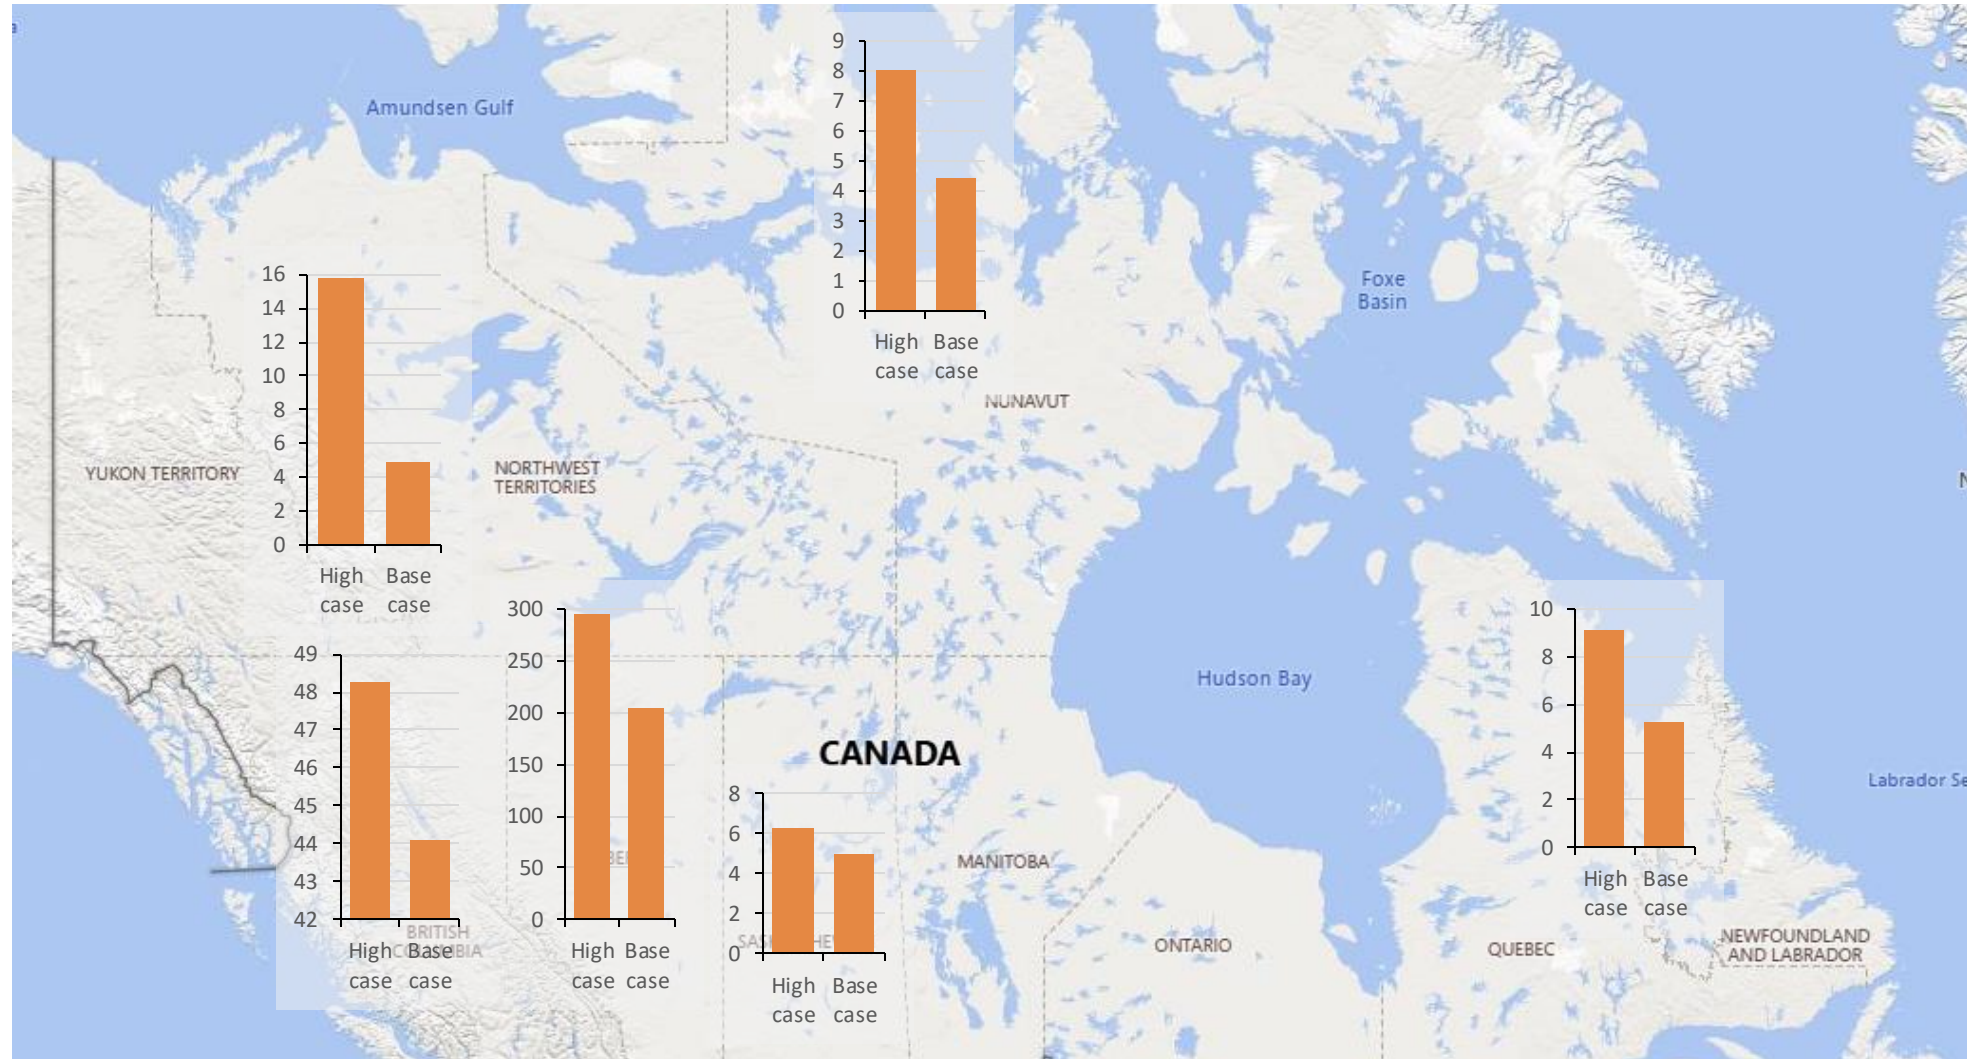 Amundsen Gulf
9
8
7
6
5
4
3
2
1
0
High Base
case case
Foxe
Basin
NUNAVUT
16
14
12
10
8
6
4
2
0
High Base
case case
YUKON TERRITORY
NORTHWEST
TERRITORIES
49
48
47
46
45
44
43
42
High Base
case case
BRITISH
300
250
200
150
100
50
0
High Base
case case
CANADA
8
6
4
2
0
High Base
case case
MANITOBA
Hudson Bay
ONTARIO
10
8
6
4
2
0
High Base
case case
QUEBEC
NEWFOUNDLAND
AND LABRADOR
Labrador Se
N